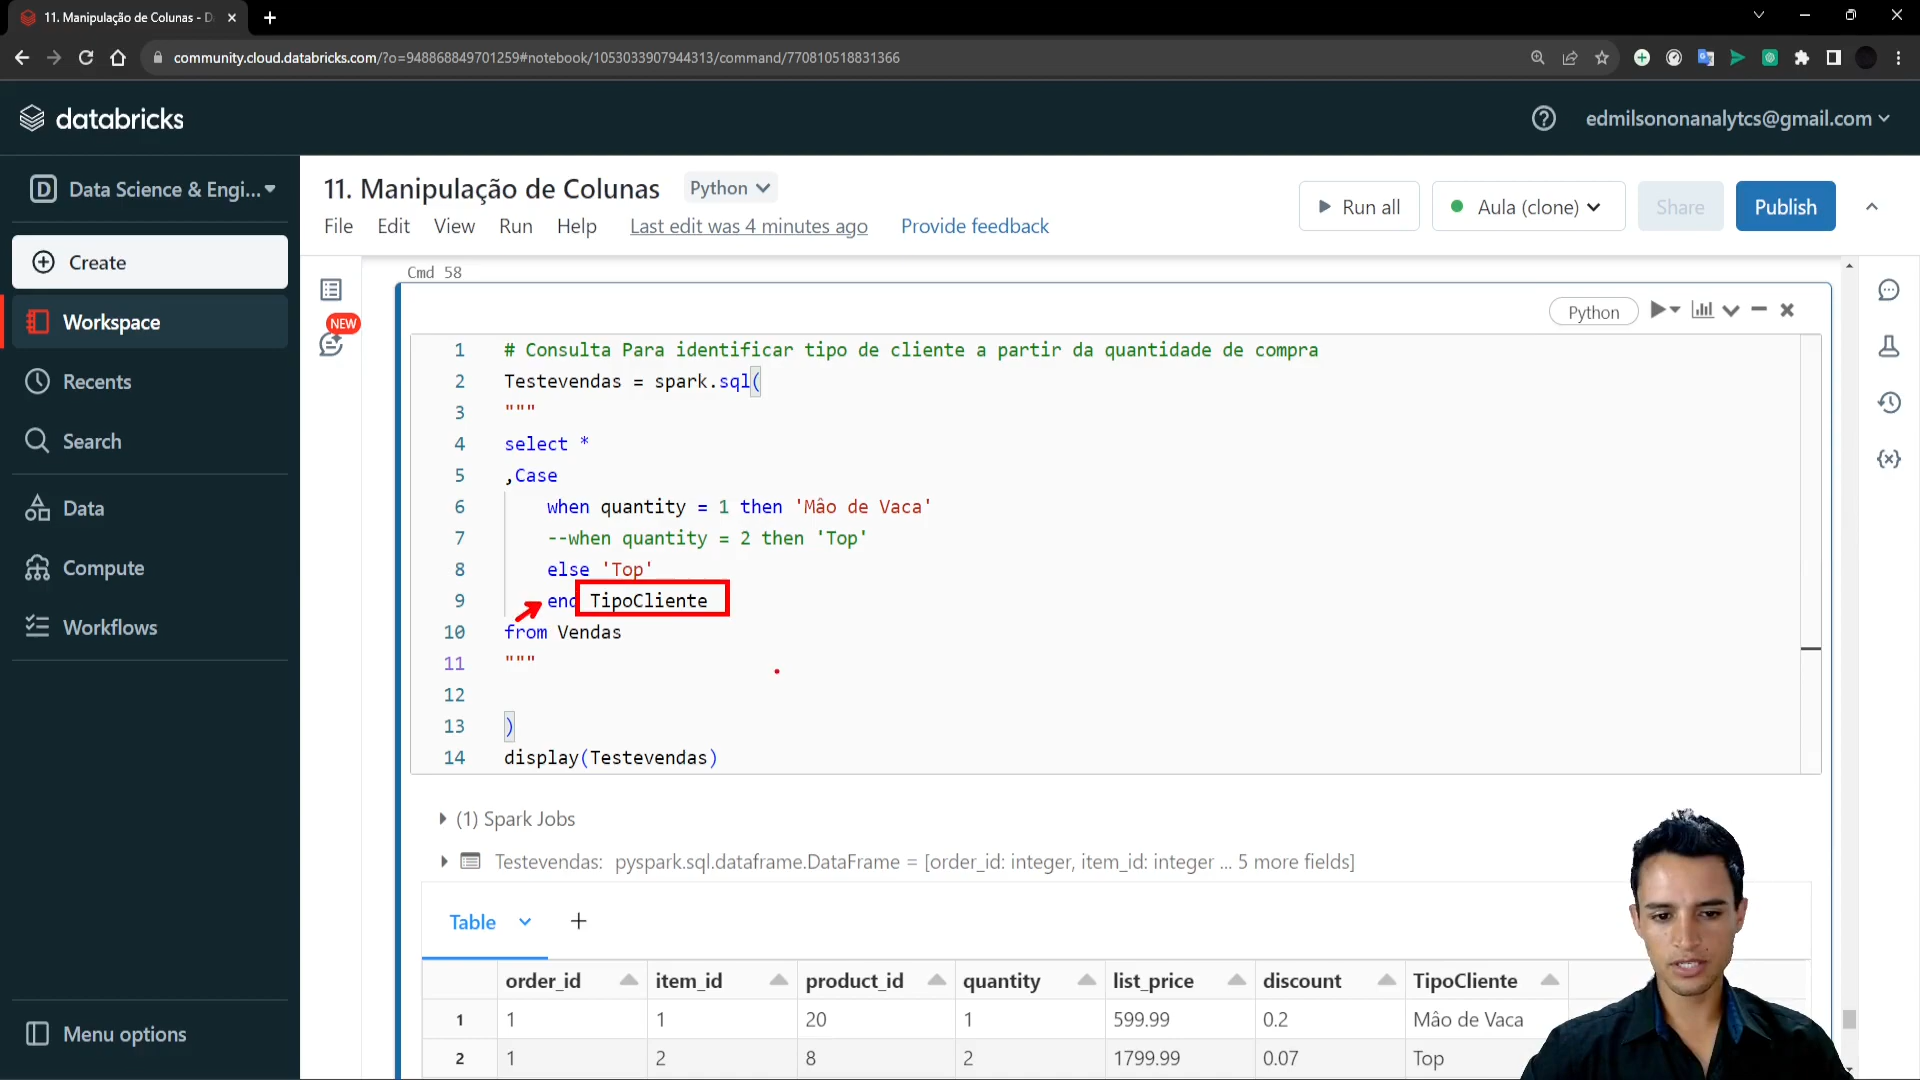 11. Manipulação de Colunas - D
community.cloud.databricks.com/?o=948868849701259#notebook/1053033907944313/command/770810518831366
databricks
edmilsononanalytcs@gmail.com
Data Science & Engi...
Create
Workspace
Recents
Search
Data
Compute
Workflows
Menu options
11. Manipulação de Colunas Python
File Edit View Run Help Last edit was 4 minutes ago Provide feedback
Run all Aula (clone) Share Publish
NEW
Cmd 58
Python
1 # Consulta Para identificar tipo de cliente a partir da quantidade de compra
2 Testevendas = spark.sql(
3 """
4 select *
5 ,Case
6 when quantity = 1 then 'Mâo de Vaca'
7 --when quantity = 2 then 'Top'
8 else 'Top'
9 end TipoCliente
10 from Vendas
11 """
12
13 )
14 display(Testevendas)
(1) Spark Jobs
Testevendas: pyspark.sql.dataframe.DataFrame = [order_id: integer, item_id: integer ... 5 more fields]
Table +
order_id item_id product_id quantity list_price discount TipoCliente
1 1 1 20 1 599.99 0.2 Mâo de Vaca
2 1 2 8 2 1799.99 0.07 Top